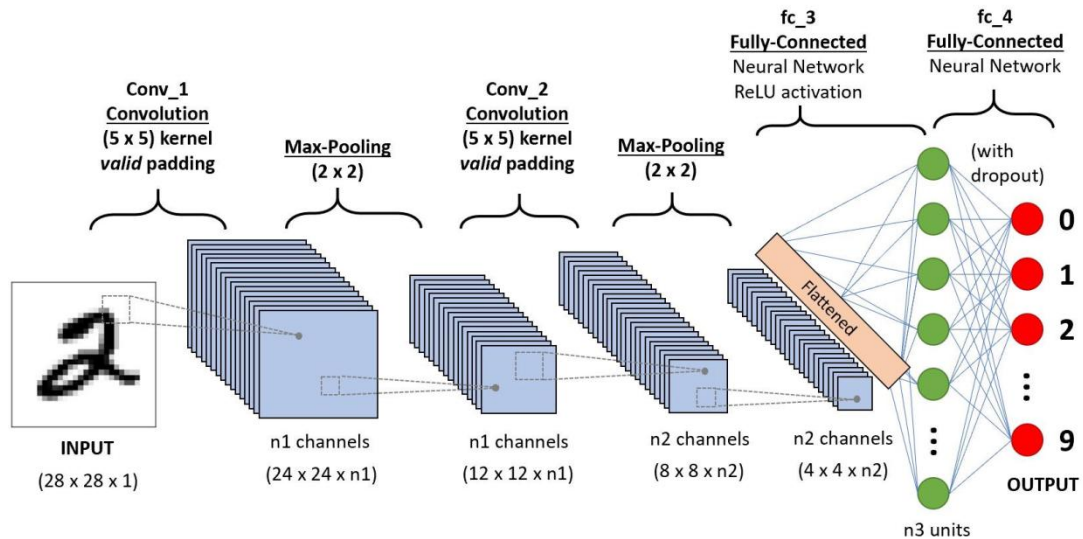 fc_3
Fully-Connected
Neural Network
ReLU activation
fc_4
Fully-Connected
Neural Network
Conv_1
Convolution
(5 x 5) kernel
valid padding
Max-Pooling
(2 x 2)
Conv_2
Convolution
(5 x 5) kernel
valid padding
Max-Pooling
(2 x 2)
(with
dropout)
Flattened
0
1
2
...
...
9
INPUT
(28 x 28 x 1)
n1 channels
(24 x 24 x n1)
n1 channels
(12 x 12 x n1)
n2 channels
(8 x 8 x n2)
n2 channels
(4 x 4 x n2)
OUTPUT
n3 units
2